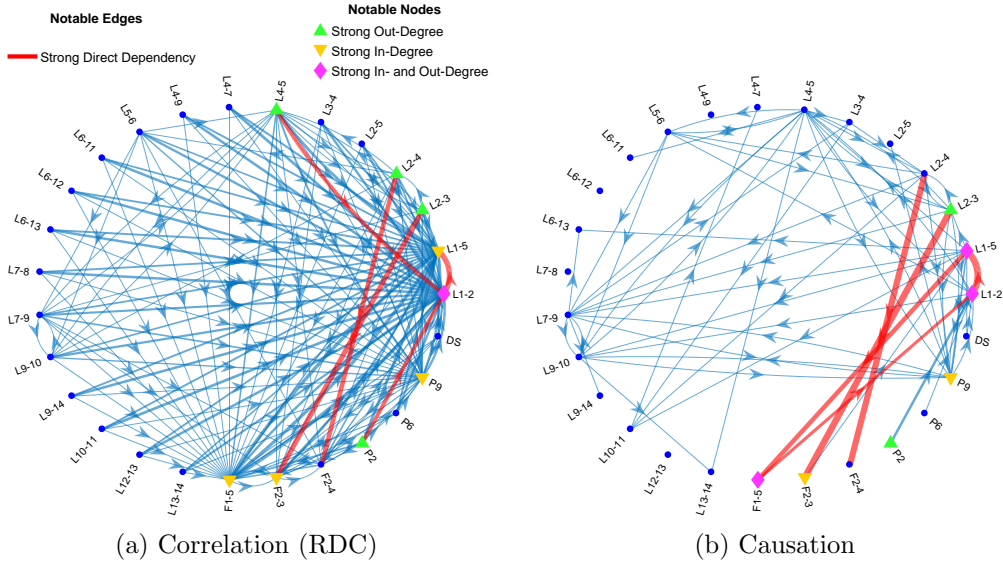 Notable Edges
Strong Direct Dependency
Notable Nodes
Strong Out-Degree
Strong In-Degree
Strong In- and Out-Degree
L4-5
L3-4
L2-5
L2-4
L2-3
L1-5
L1-2
DS
P9
P6
P2
F2-4
F2-3
F1-5
L13-14
L12-13
L10-11
L9-14
L9-10
L7-9
L7-8
L6-13
L6-12
L6-11
L5-6
L4-9
L4-7
(a) Correlation (RDC)
L4-5
L3-4
L2-5
L2-4
L2-3
L1-5
L1-2
DS
P9
P6
P2
F2-4
F2-3
F1-5
L13-14
L12-13
L10-11
L9-14
L9-10
L7-9
L7-8
L6-13
L6-12
L6-11
L5-6
L4-9
L4-7
(b) Causation